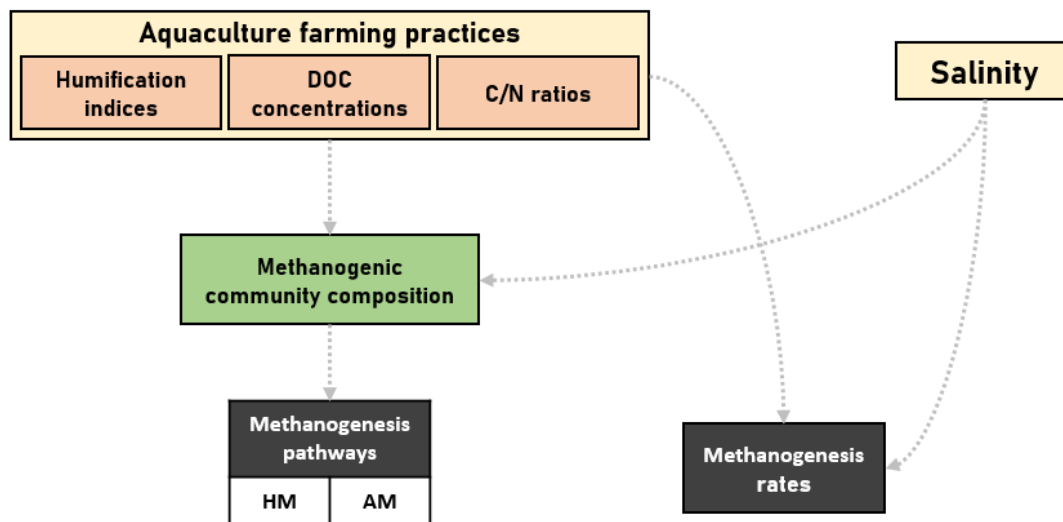 Aquaculture farming practices
Humification
indices
DOC
concentrations
C/N ratios
Salinity
Methanogenic
community composition
Methanogenesis
pathways
HM
AM
Methanogenesis
rates